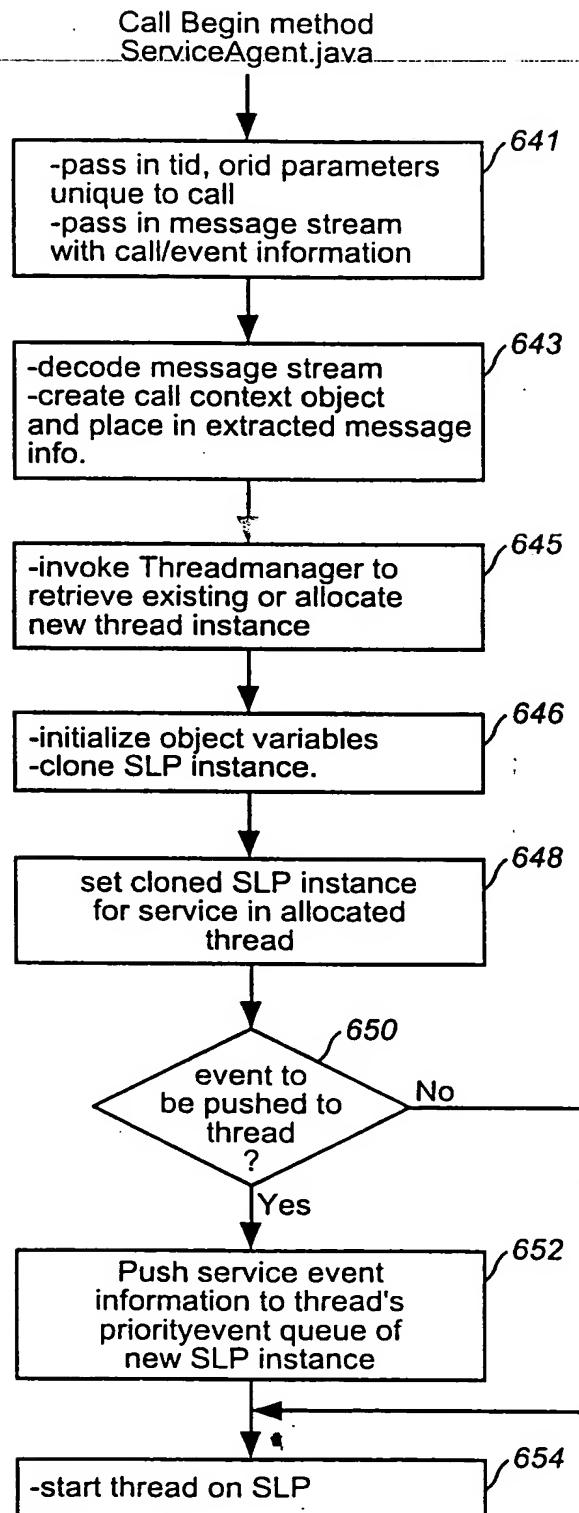 Call Begin method
ServiceAgent.java
641
-pass in tid, orid parameters
unique to call
-pass in message stream
with call/event information
643
-decode message stream
-create call context object
and place in extracted message
info.
645
-invoke Threadmanager to
retrieve existing or allocate
new thread instance
646
-initialize object variables
-clone SLP instance.
648
set cloned SLP instance
for service in allocated
thread
650
event to
be pushed to
thread
?
No
Yes
652
Push service event
information to thread's
priorityevent queue of
new SLP instance
654
-start thread on SLP